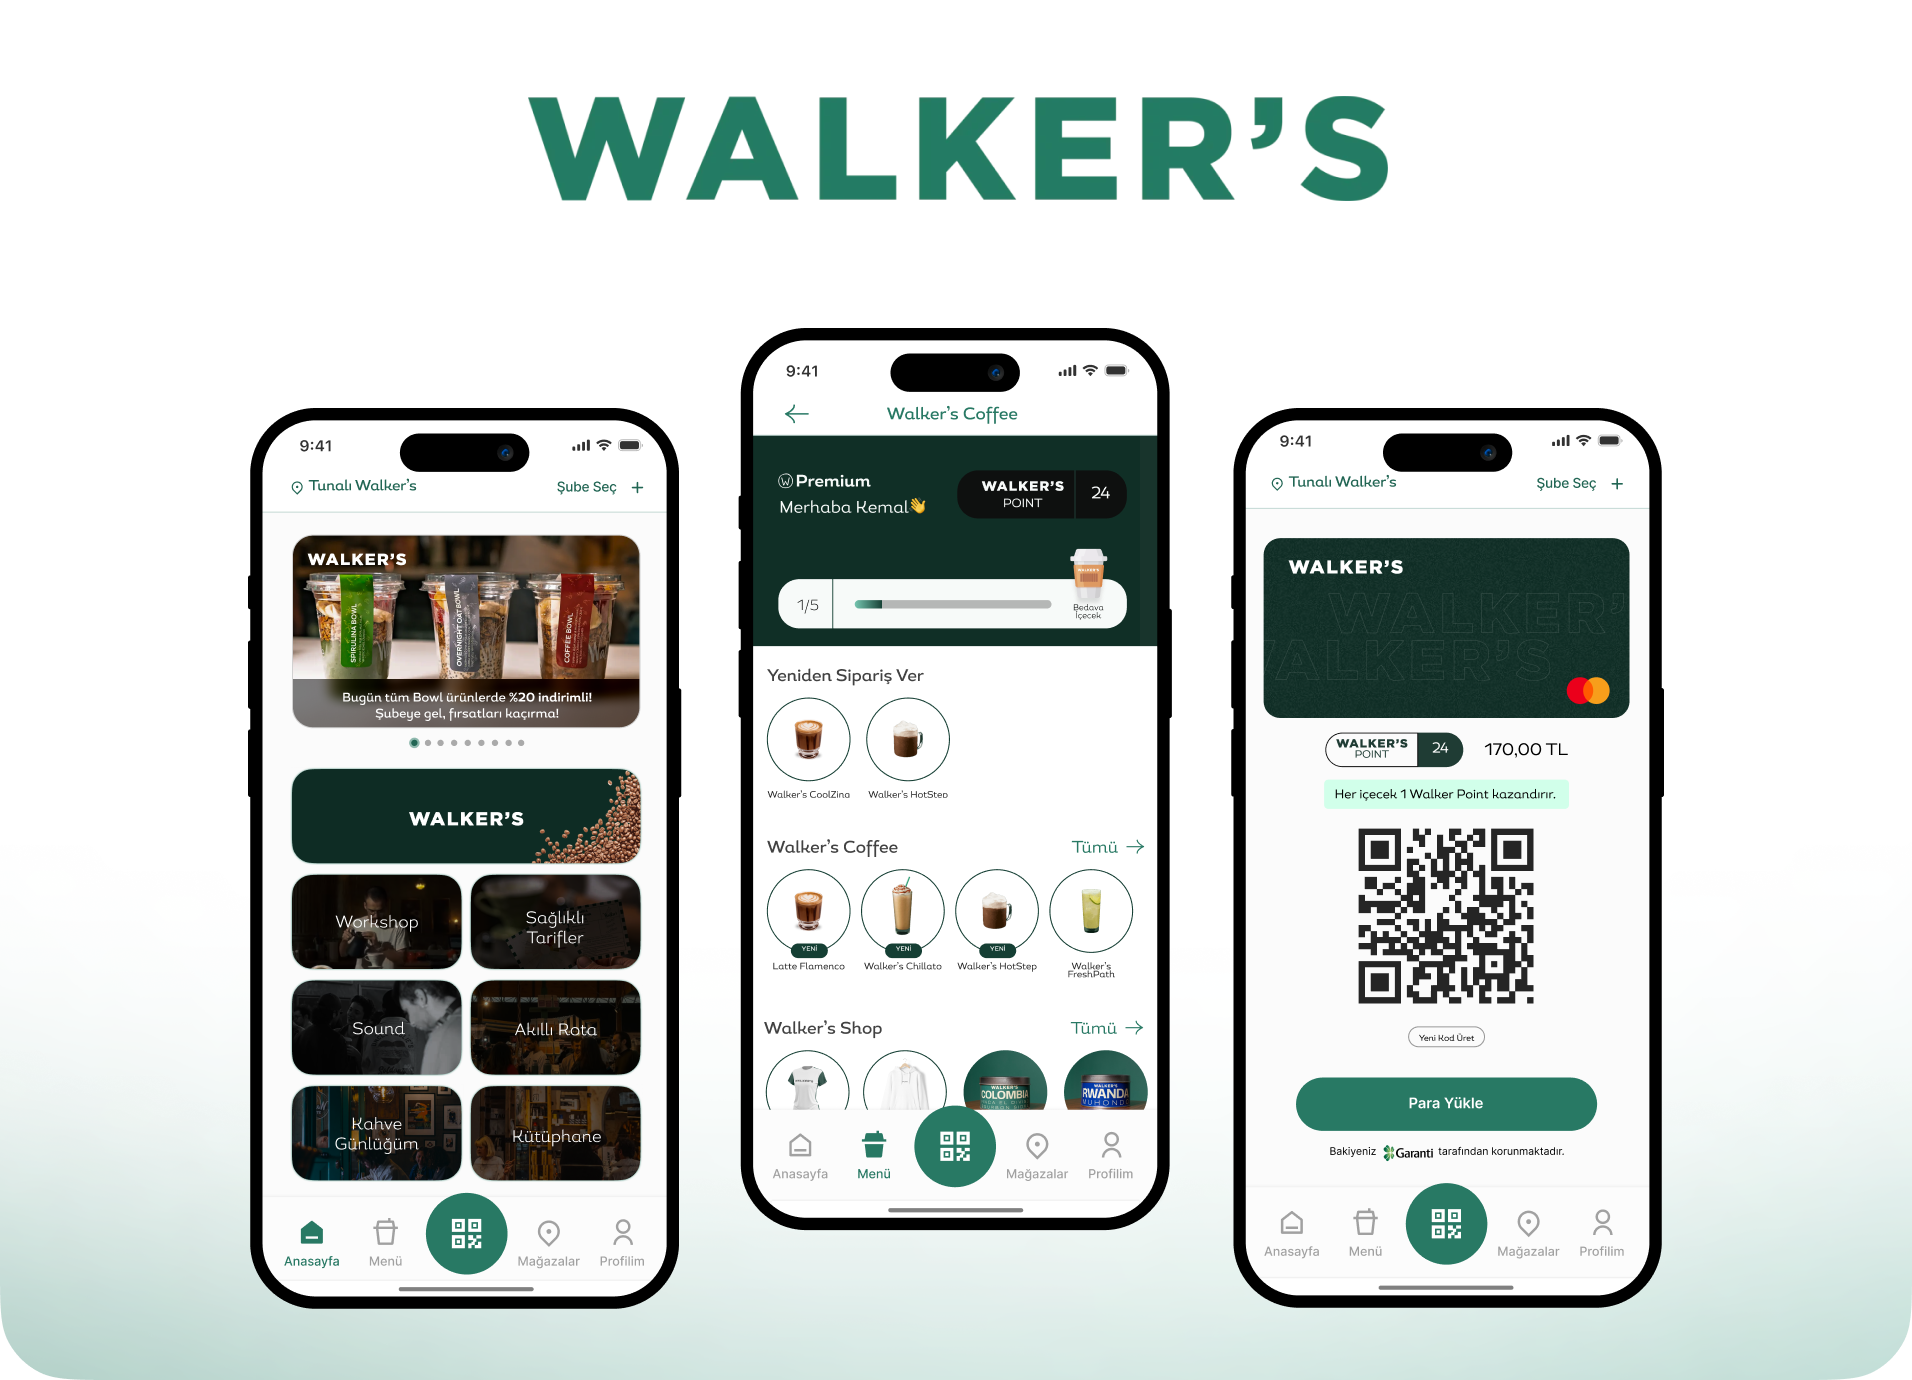 WALKER'S
9:41
Tunalı Walker's
Şube Seç +
WALKER'S
SPIRULINA BOWL
OVERNIGHT OAT BOWL
COFFEE BOWL
Bugün tüm Bowl ürünlerde %20 indirimli!
Şubeye gel, fırsatları kaçırma!
WALKER'S
Workshop
Sağlıklı
Tarifler
Sound
Akıllı Rota
Kahve
Günlüğüm
Kütüphane
Anasayfa
Menü
Mağazalar
Profilim
9:41
Walker's Coffee
W Premium
Merhaba Kemal👋
WALKER'S
POINT
24
WALKER'S
1/5
Bedava
İçecek
Yeniden Sipariş Ver
Walker's CoolZina
Walker's HotStep
Walker's Coffee
Tümü →
YENİ
YENİ
YENİ
Latte Flamenco
Walker's Chillato
Walker's HotStep
Walker's
FreshPath
Walker's Shop
Tümü →
WALKER'S
COLOMBIA
WALKER'S
RWANDA
MUHONDO
Anasayfa
Menü
Mağazalar
Profilim
9:41
Tunalı Walker's
Şube Seç +
WALKER'S
WALKER'
ALKER'S
WALKER'S
POINT
24
170,00 TL
Her içecek 1 Walker Point kazandırır.
Yeni Kod Üret
Para Yükle
Bakiyeniz Garanti tarafından korunmaktadır.
Anasayfa
Menü
Mağazalar
Profilim